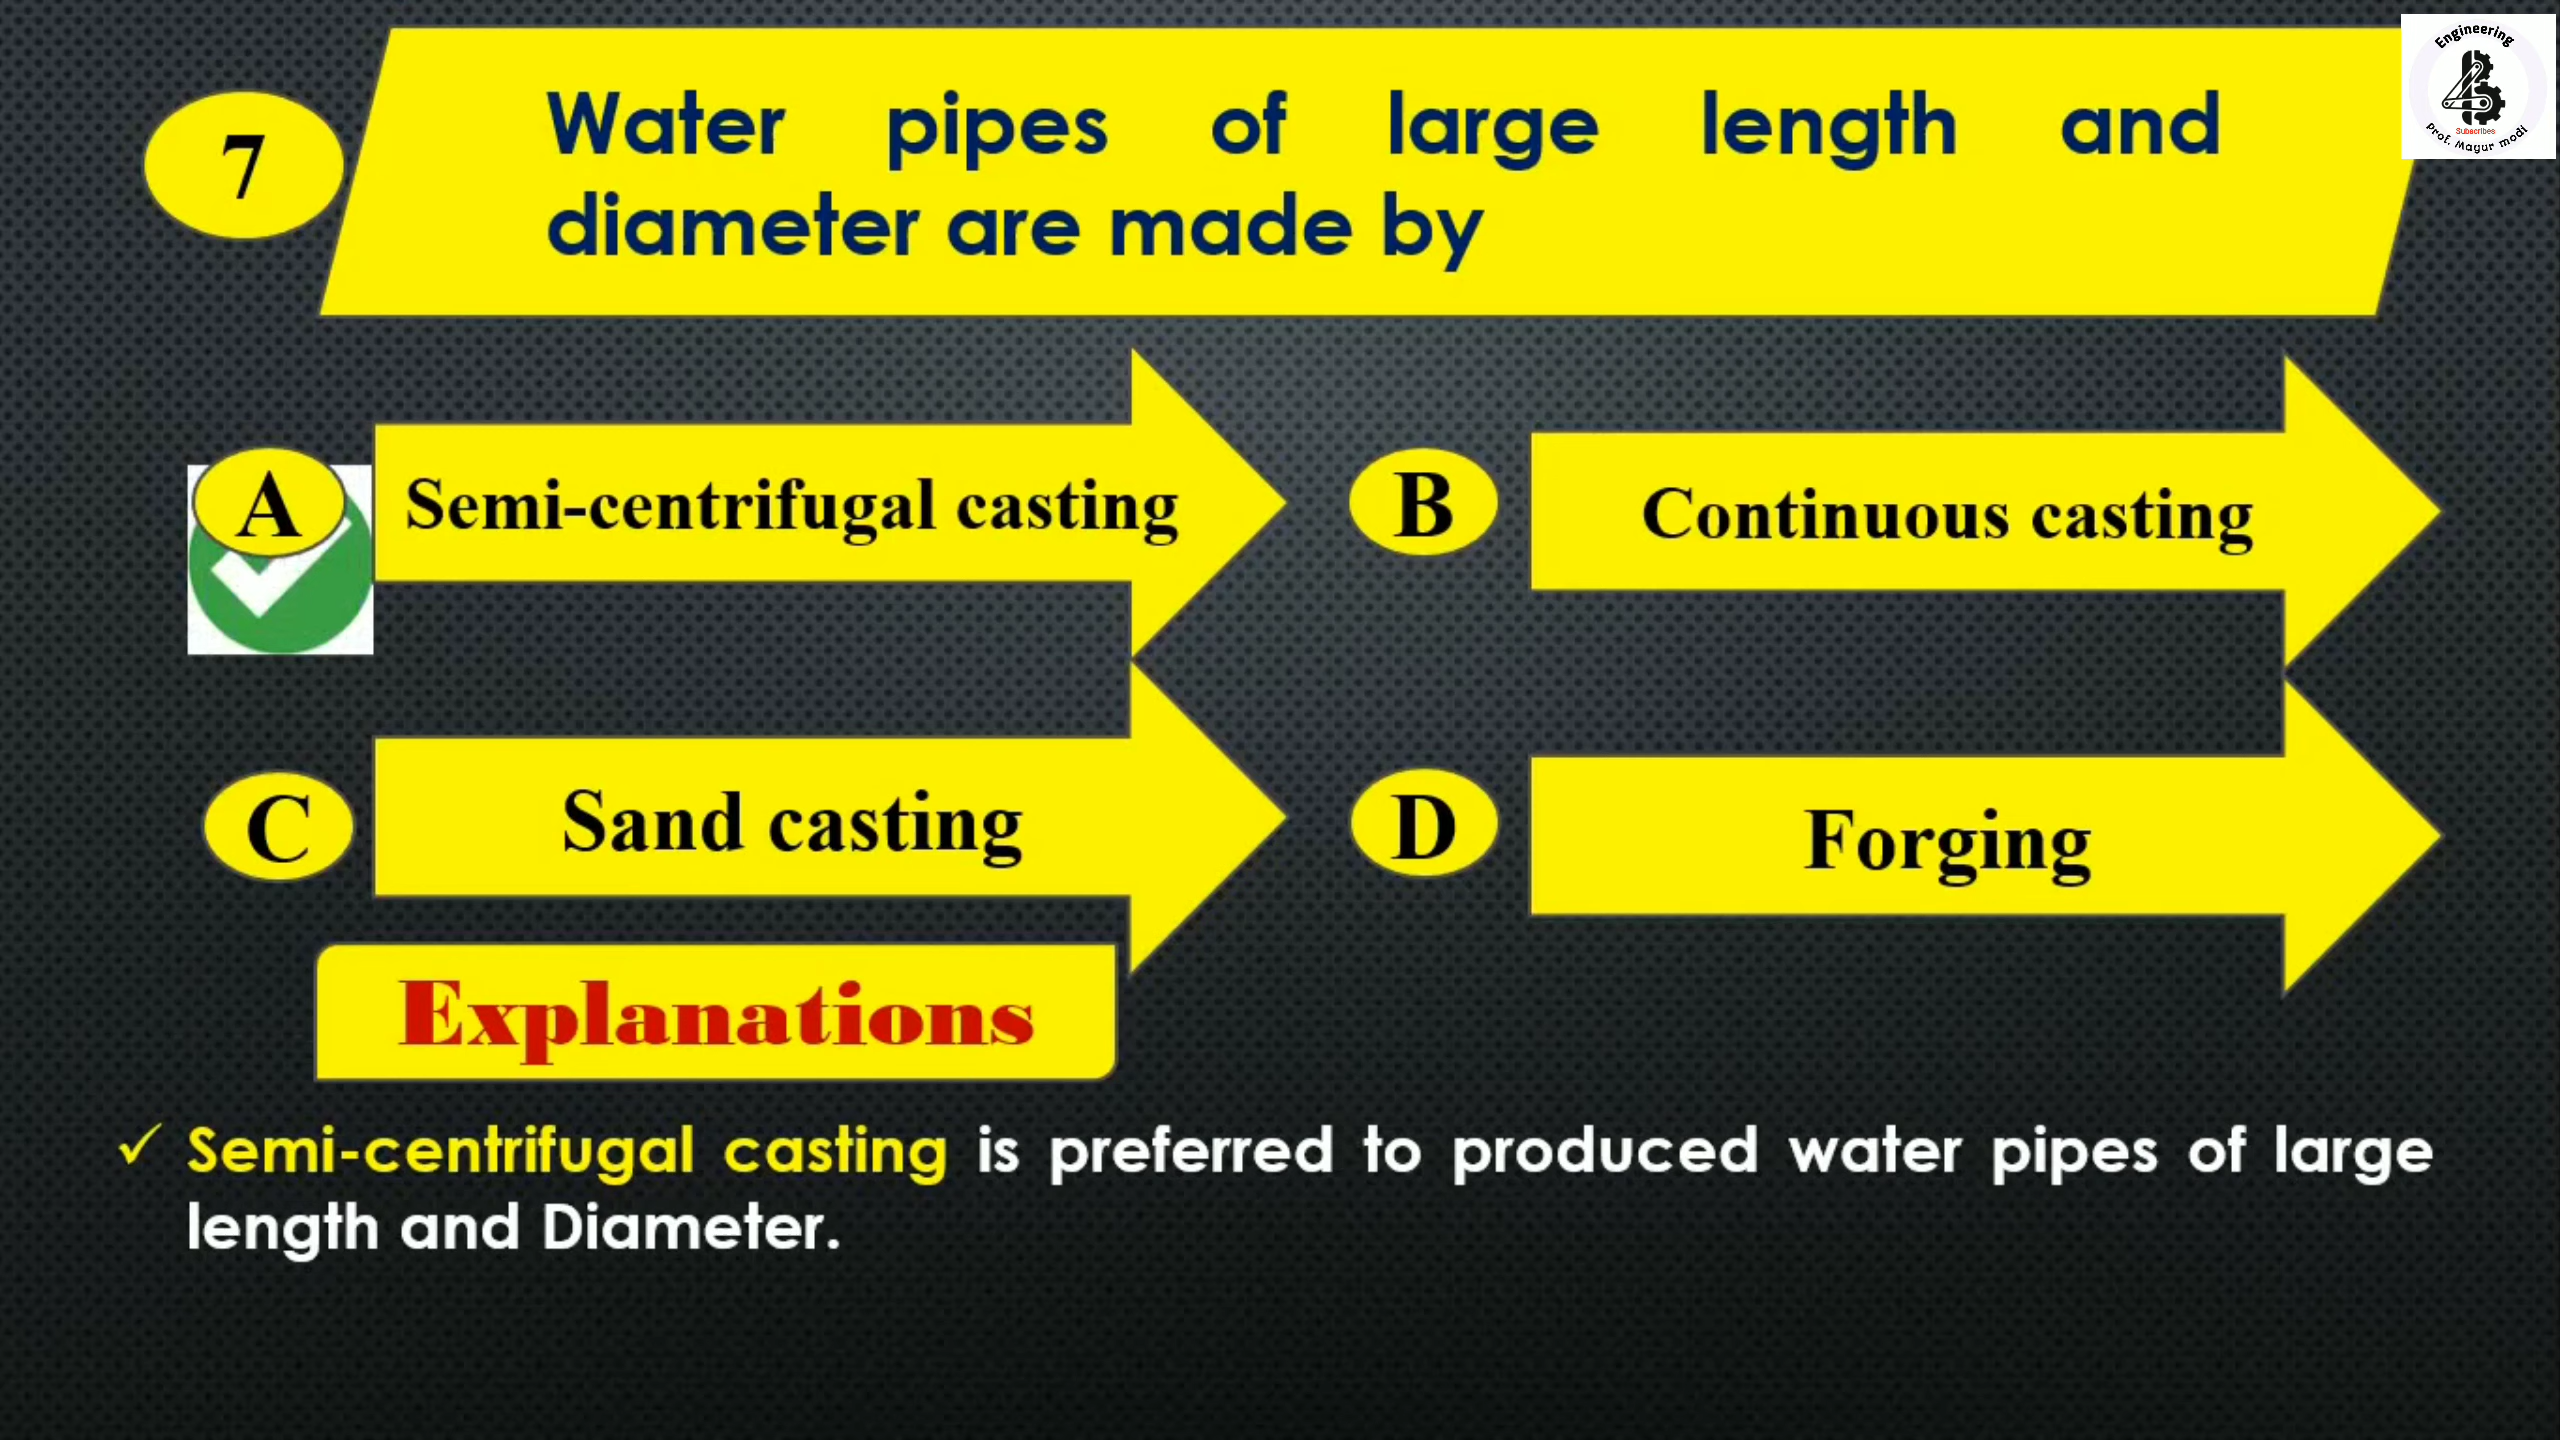 Engineering
Subscribes
Prof. Mayur modi
7
Water pipes of large length and
diameter are made by
A
Semi-centrifugal casting
B
Continuous casting
C
Sand casting
D
Forging
Explanations
✓ Semi-centrifugal casting is preferred to produced water pipes of large
length and Diameter.